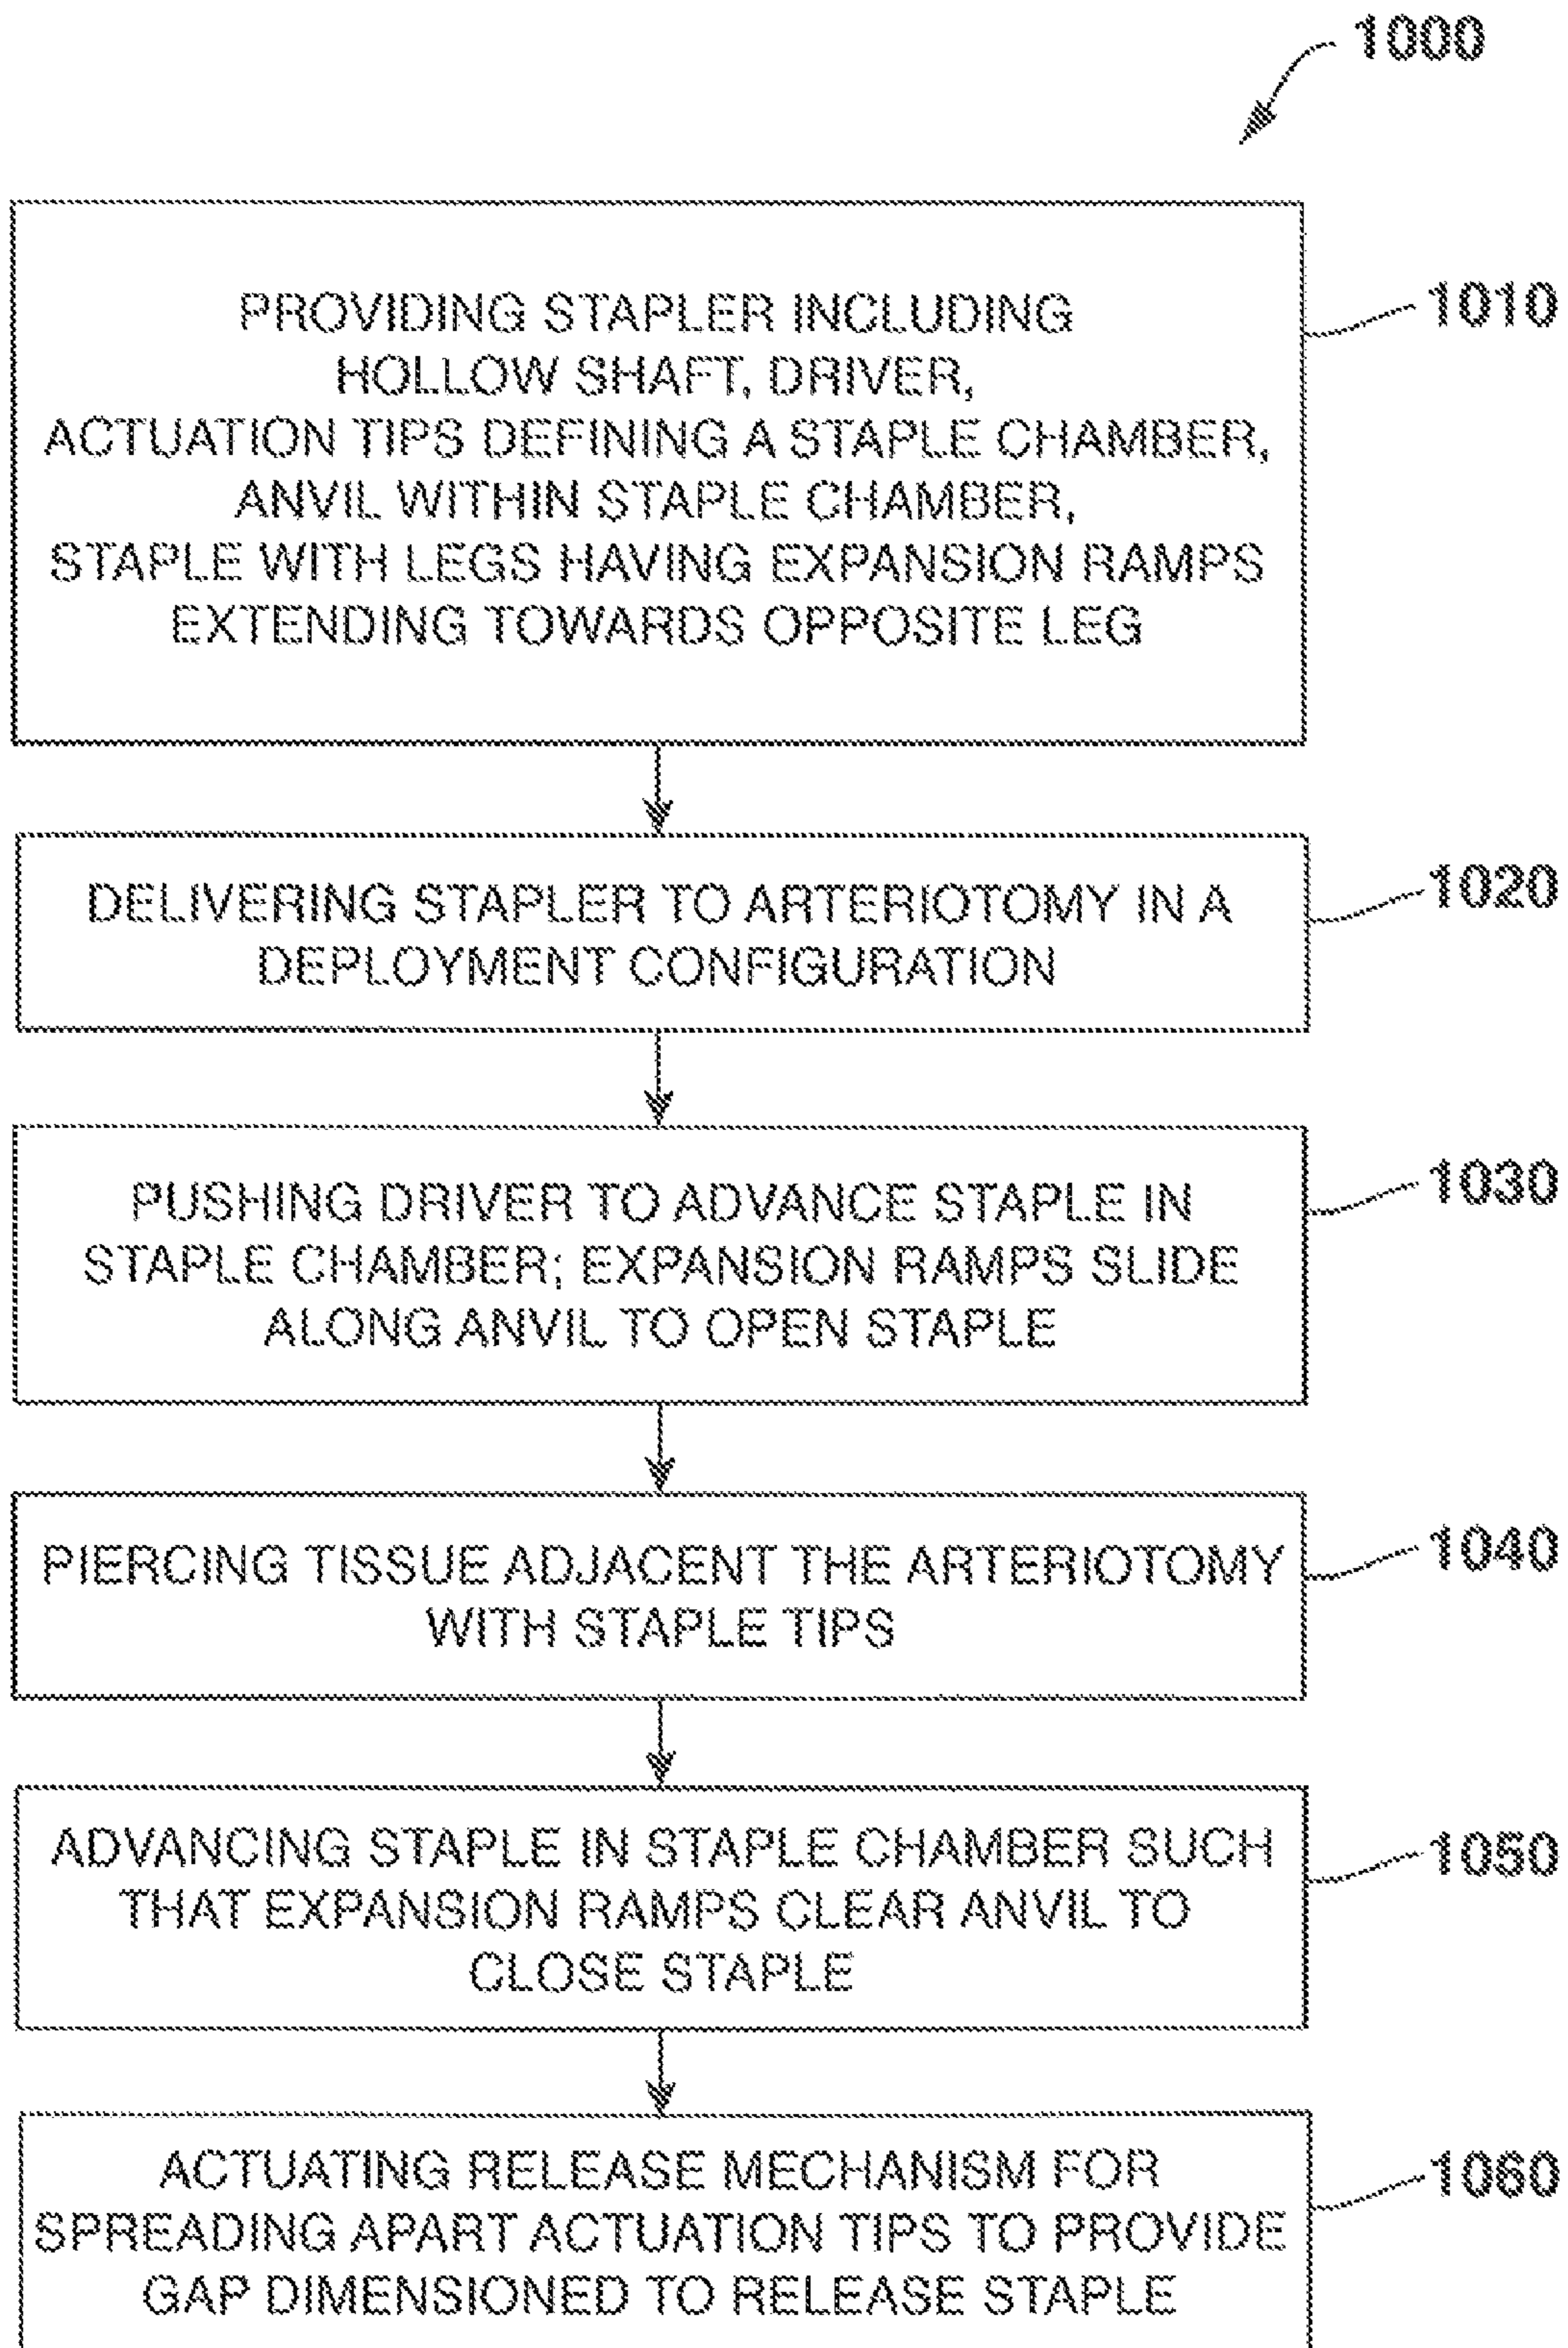 1000
PROVIDING STAPLER INCLUDING
HOLLOW SHAFT, DRIVER,
ACTUATION TIPS DEFINING A STAPLE CHAMBER,
ANVIL WITHIN STAPLE CHAMBER,
STAPLE WITH LEGS HAVING EXPANSION RAMPS
EXTENDING TOWARDS OPPOSITE LEG
1010
DELIVERING STAPLER TO ARTERIOTOMY IN A
DEPLOYMENT CONFIGURATION
1020
PUSHING DRIVER TO ADVANCE STAPLE IN
STAPLE CHAMBER; EXPANSION RAMPS SLIDE
ALONG ANVIL TO OPEN STAPLE
1030
PIERCING TISSUE ADJACENT THE ARTERIOTOMY
WITH STAPLE TIPS
1040
ADVANCING STAPLE IN STAPLE CHAMBER SUCH
THAT EXPANSION RAMPS CLEAR ANVIL TO
CLOSE STAPLE
1050
ACTUATING RELEASE MECHANISM FOR
SPREADING APART ACTUATION TIPS TO PROVIDE
GAP DIMENSIONED TO RELEASE STAPLE
1060